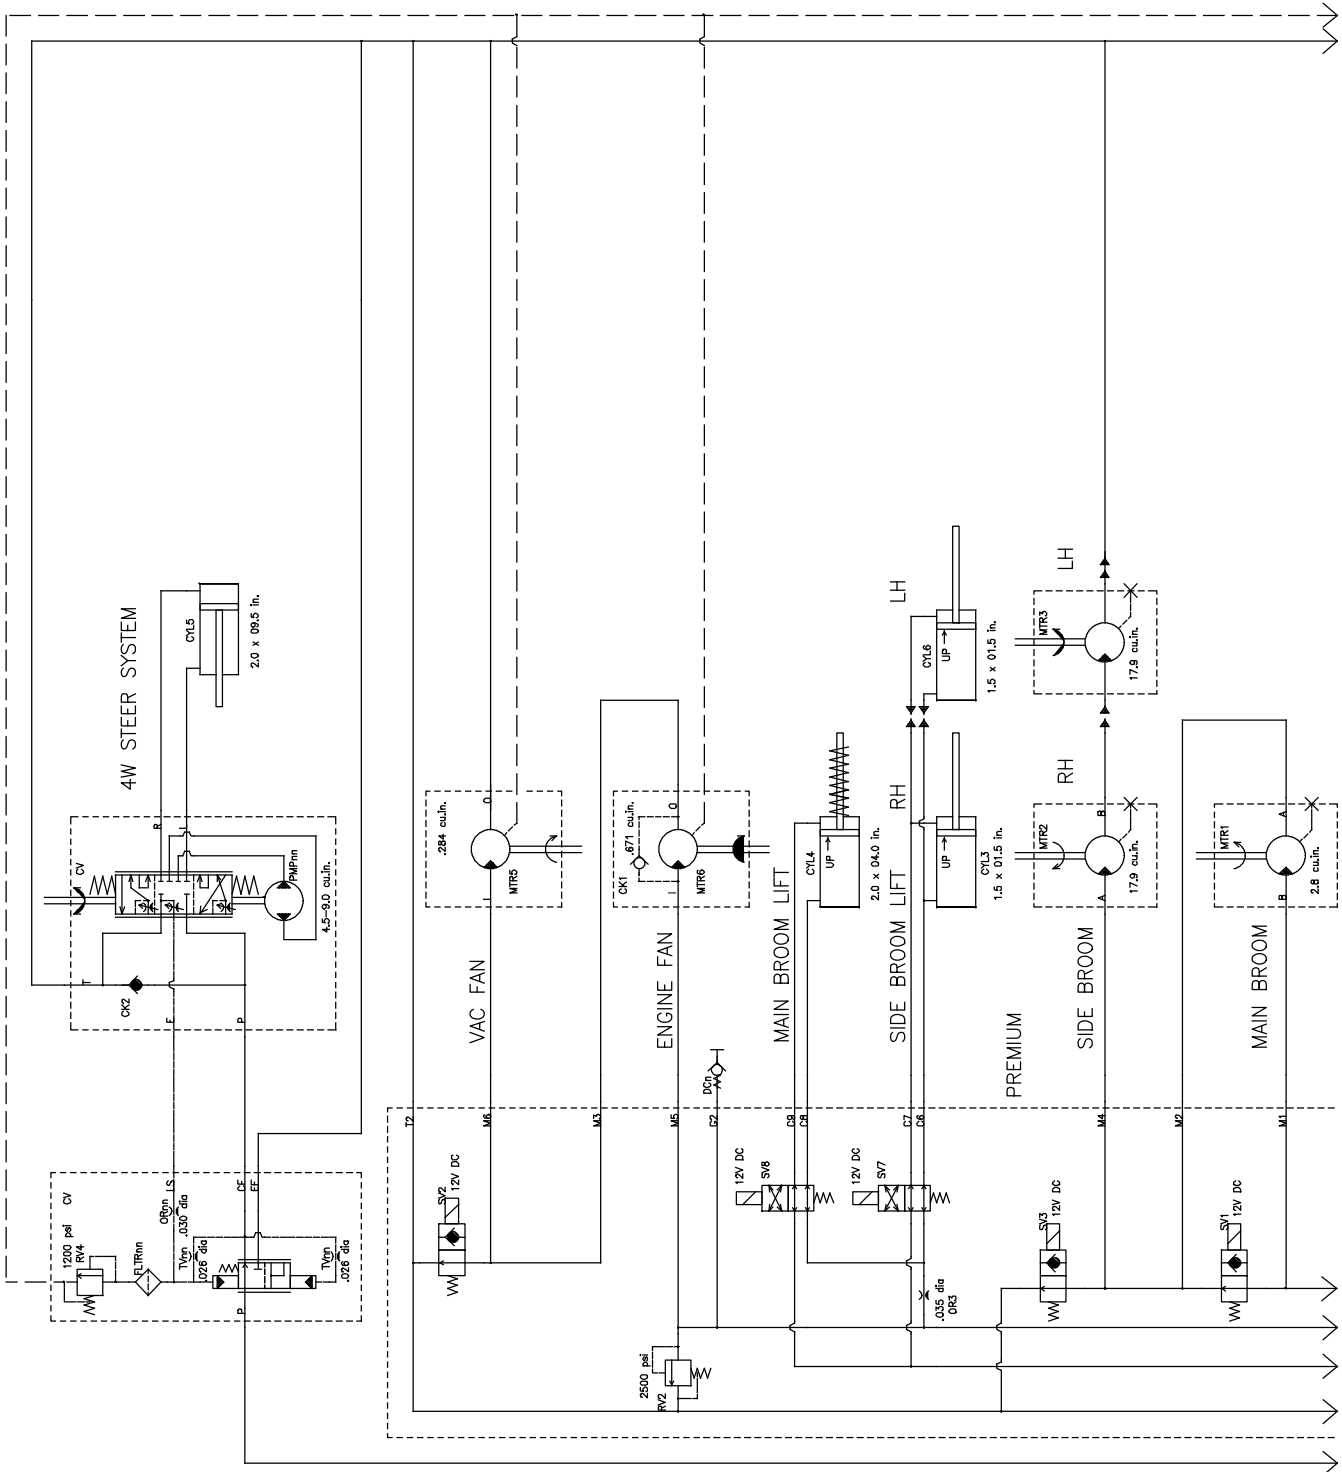 4W STEER SYSTEM
CV
R
L
T
CK2
E
P
PMPnn
4.5-9.0 cu.in.
CYL5
2.0 x 09.5 in.
1200 psi
RV4
CV
FLTRnn
ORnn
.030 dia
LS
TVnn
.026 dia
CF
EF
TVnn
.026 dia
P
T2
SV2
12V DC
M6
VAC FAN
.284 cu.in.
I
O
MTR5
M3
ENGINE FAN
CK1
.671 cu.in.
I
O
MTR6
M5
G2
DCn
2500 psi
RV2
MAIN BROOM LIFT
CYL4
UP
2.0 x 04.0 in.
C9
C8
12V DC
SV8
SIDE BROOM LIFT
RH
LH
CYL6
UP
1.5 x 01.5 in.
UP
CYL3
1.5 x 01.5 in.
C7
C6
12V DC
SV7
.035 dia
OR3
PREMIUM
SIDE BROOM
RH
LH
MTR3
17.9 cu.in.
MTR2
17.9 cu.in.
A
B
M4
SV3
12V DC
MAIN BROOM
MTR1
2.8 cu.in.
B
A
M2
M1
SV1
12V DC